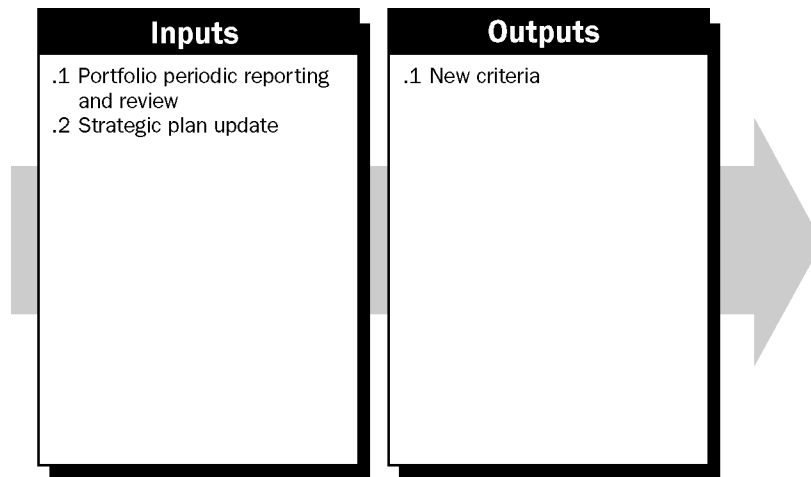 Inputs
.1 Portfolio periodic reporting
and review
.2 Strategic plan update
Outputs
.1 New criteria